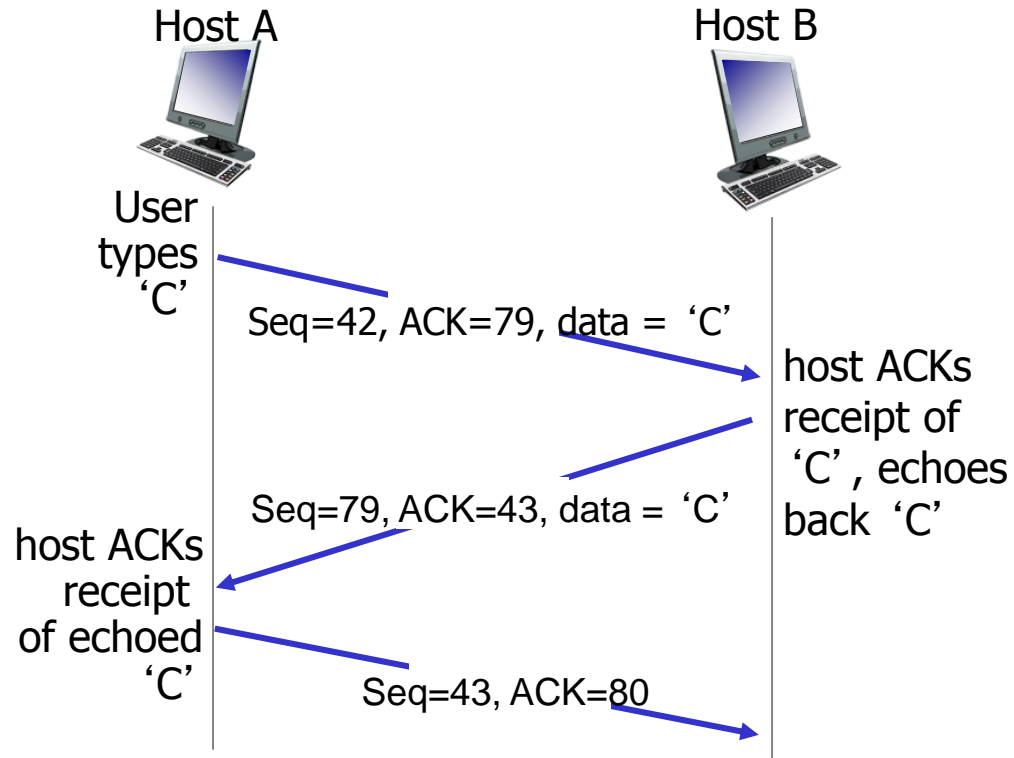 Host A
Host B
User
types
‘C’
Seq=42, ACK=79, data = ‘C’
host ACKs
receipt of
‘C’, echoes
back ‘C’
Seq=79, ACK=43, data = ‘C’
host ACKs
receipt
of echoed
‘C’
Seq=43, ACK=80